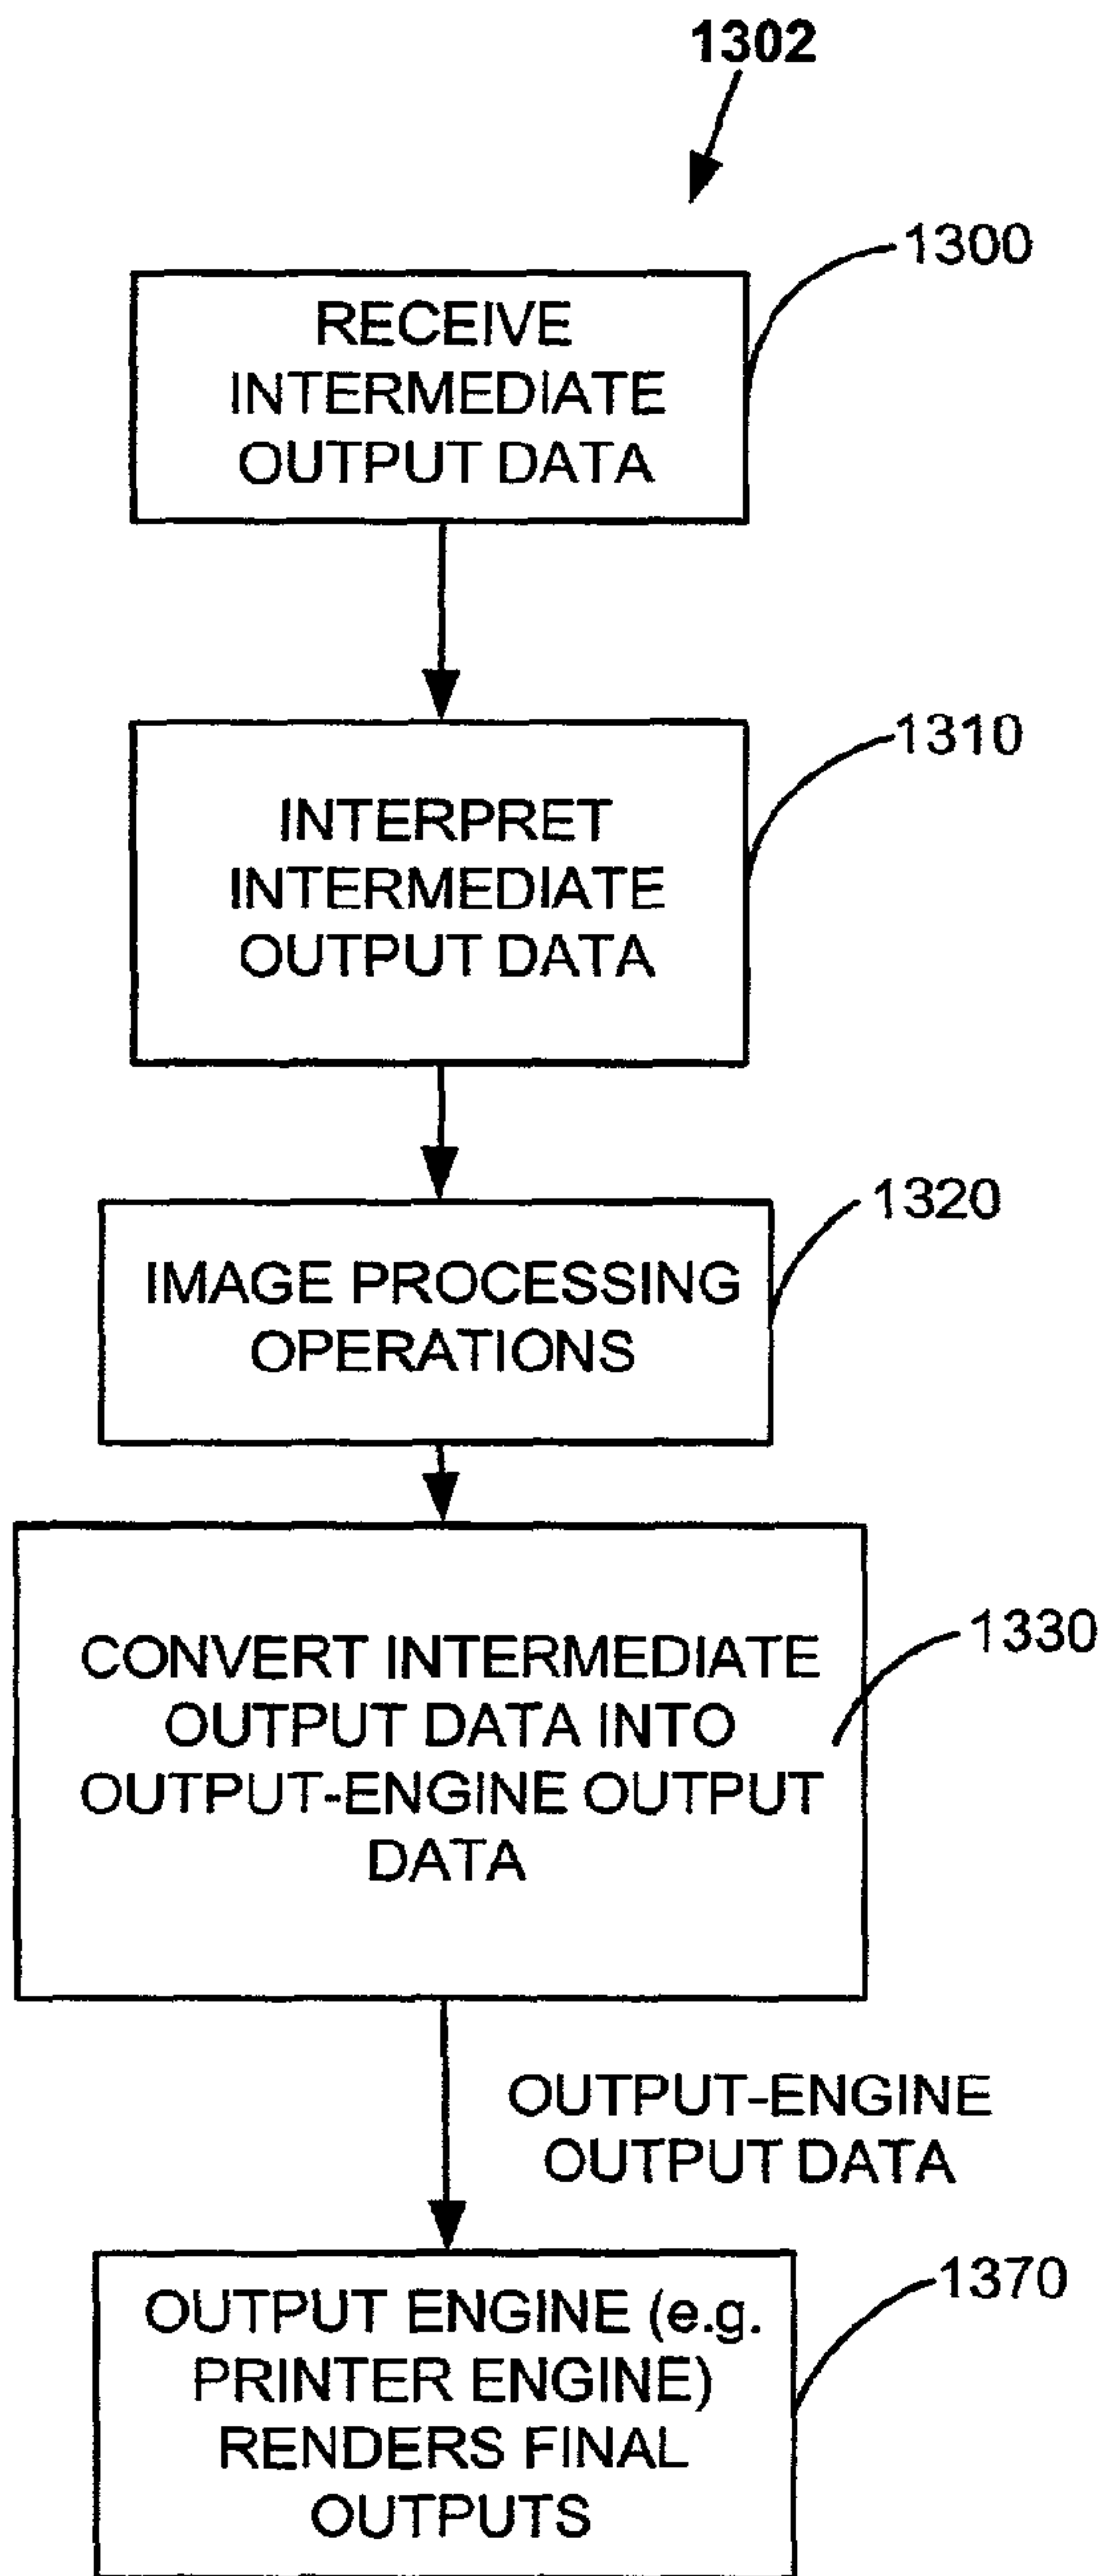 1302
1300
RECEIVE
INTERMEDIATE
OUTPUT DATA
1310
INTERPRET
INTERMEDIATE
OUTPUT DATA
1320
IMAGE PROCESSING
OPERATIONS
1330
CONVERT INTERMEDIATE
OUTPUT DATA INTO
OUTPUT-ENGINE OUTPUT
DATA
OUTPUT-ENGINE
OUTPUT DATA
1370
OUTPUT ENGINE (e.g.
PRINTER ENGINE)
RENDERS FINAL
OUTPUTS